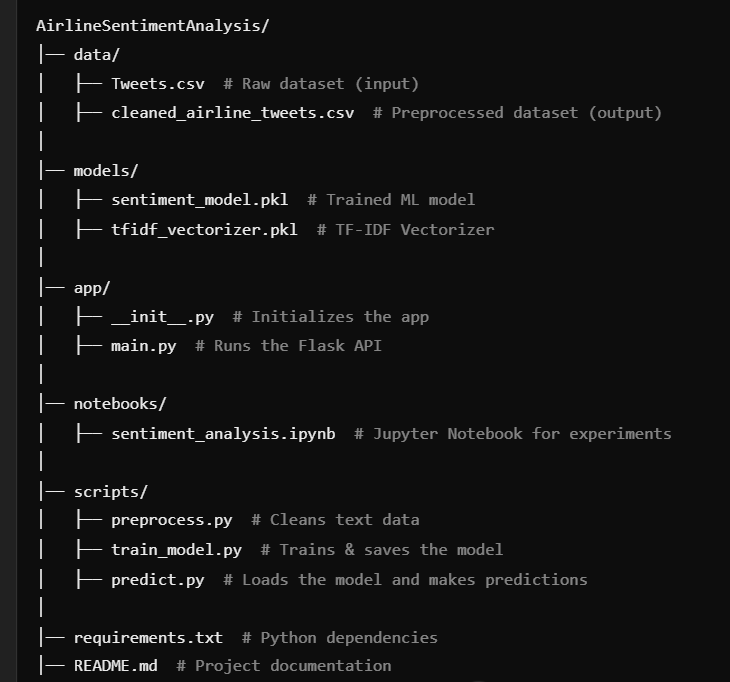 AirlineSentimentAnalysis/
│── data/
│   ├── Tweets.csv  # Raw dataset (input)
│   ├── cleaned_airline_tweets.csv  # Preprocessed dataset (output)
│
│── models/
│   ├── sentiment_model.pkl  # Trained ML model
│   ├── tfidf_vectorizer.pkl  # TF-IDF Vectorizer
│
│── app/
│   ├── __init__.py  # Initializes the app
│   ├── main.py  # Runs the Flask API
│
│── notebooks/
│   ├── sentiment_analysis.ipynb  # Jupyter Notebook for experiments
│
│── scripts/
│   ├── preprocess.py  # Cleans text data
│   ├── train_model.py  # Trains & saves the model
│   ├── predict.py  # Loads the model and makes predictions
│
│── requirements.txt  # Python dependencies
│── README.md  # Project documentation